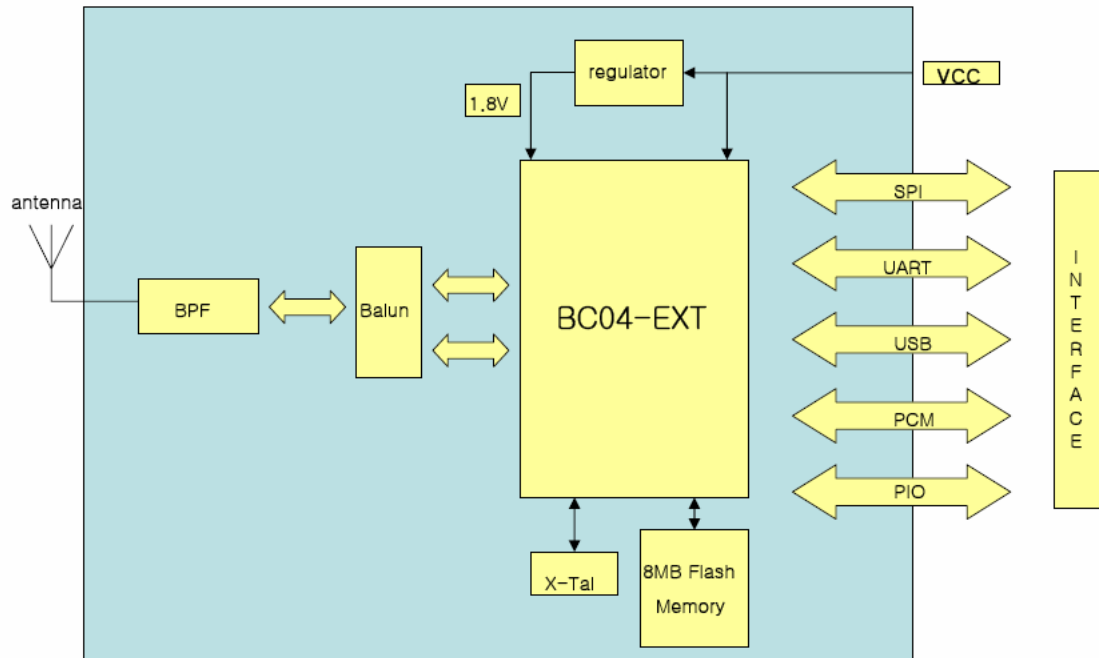 regulator
VCC
1.8V
antenna
SPI
UART
BPF
Balun
BC04-EXT
USB
PCM
PIO
INTERFACE
X-Tal
8MB Flash
Memory